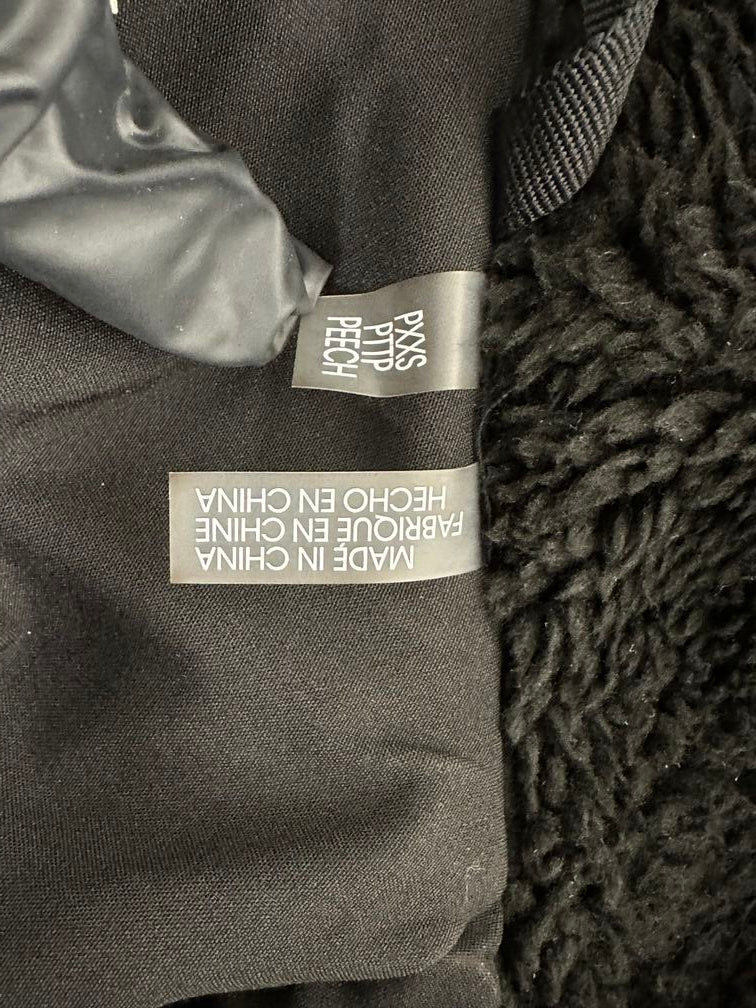 PXXS
PTTP
PEECH
MADE IN CHINA
FABRIQUÉ EN CHINE
HECHO EN CHINA